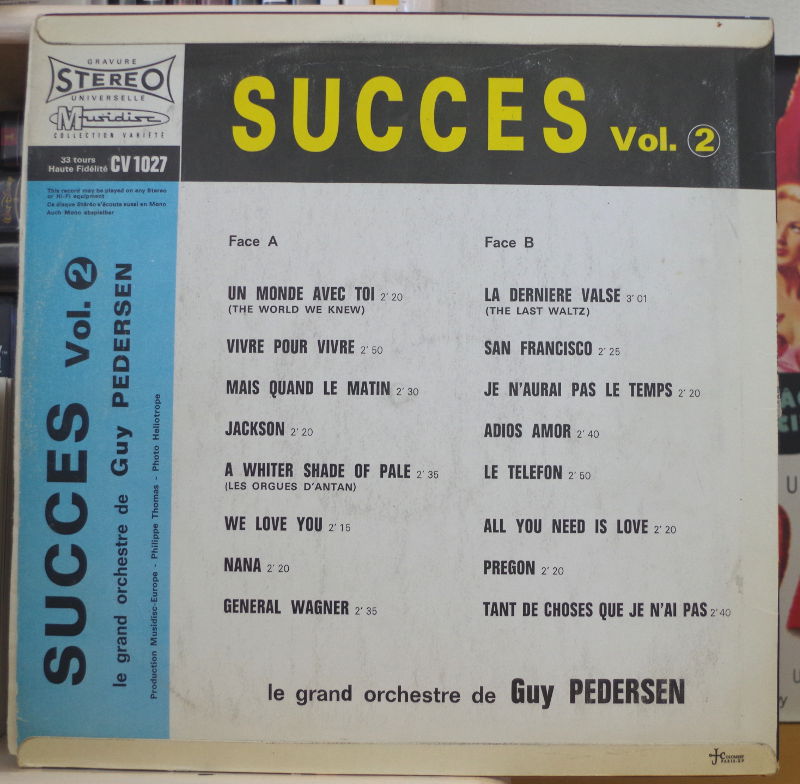 GRAVURE
STEREO
UNIVERSELLE
Musidisc
COLLECTION VARIÉTÉ
33 tours
Haute Fidélité CV 1027
This record may be played on any Stereo
or Hi-Fi equipment
Ce disque Stéréo s'écoute aussi en Mono
Auch Mono abspielbar
SUCCES Vol. 2
le grand orchestre de Guy PEDERSEN
Production Musidisc-Europe - Philippe Thomas - Photo Heliotrope
SUCCES Vol. 2
Face A
UN MONDE AVEC TOI 2' 20
(THE WORLD WE KNEW)
VIVRE POUR VIVRE 2' 50
MAIS QUAND LE MATIN 2' 30
JACKSON 2' 20
A WHITER SHADE OF PALE 2' 35
(LES ORGUES D'ANTAN)
WE LOVE YOU 2' 15
NANA 2' 20
GENERAL WAGNER 2' 35
Face B
LA DERNIERE VALSE 3' 01
(THE LAST WALTZ)
SAN FRANCISCO 2' 25
JE N'AURAI PAS LE TEMPS 2' 20
ADIOS AMOR 2' 40
LE TELEFON 2' 50
ALL YOU NEED IS LOVE 2' 20
PREGON 2' 20
TANT DE CHOSES QUE JE N'AI PAS 2' 40
le grand orchestre de Guy PEDERSEN